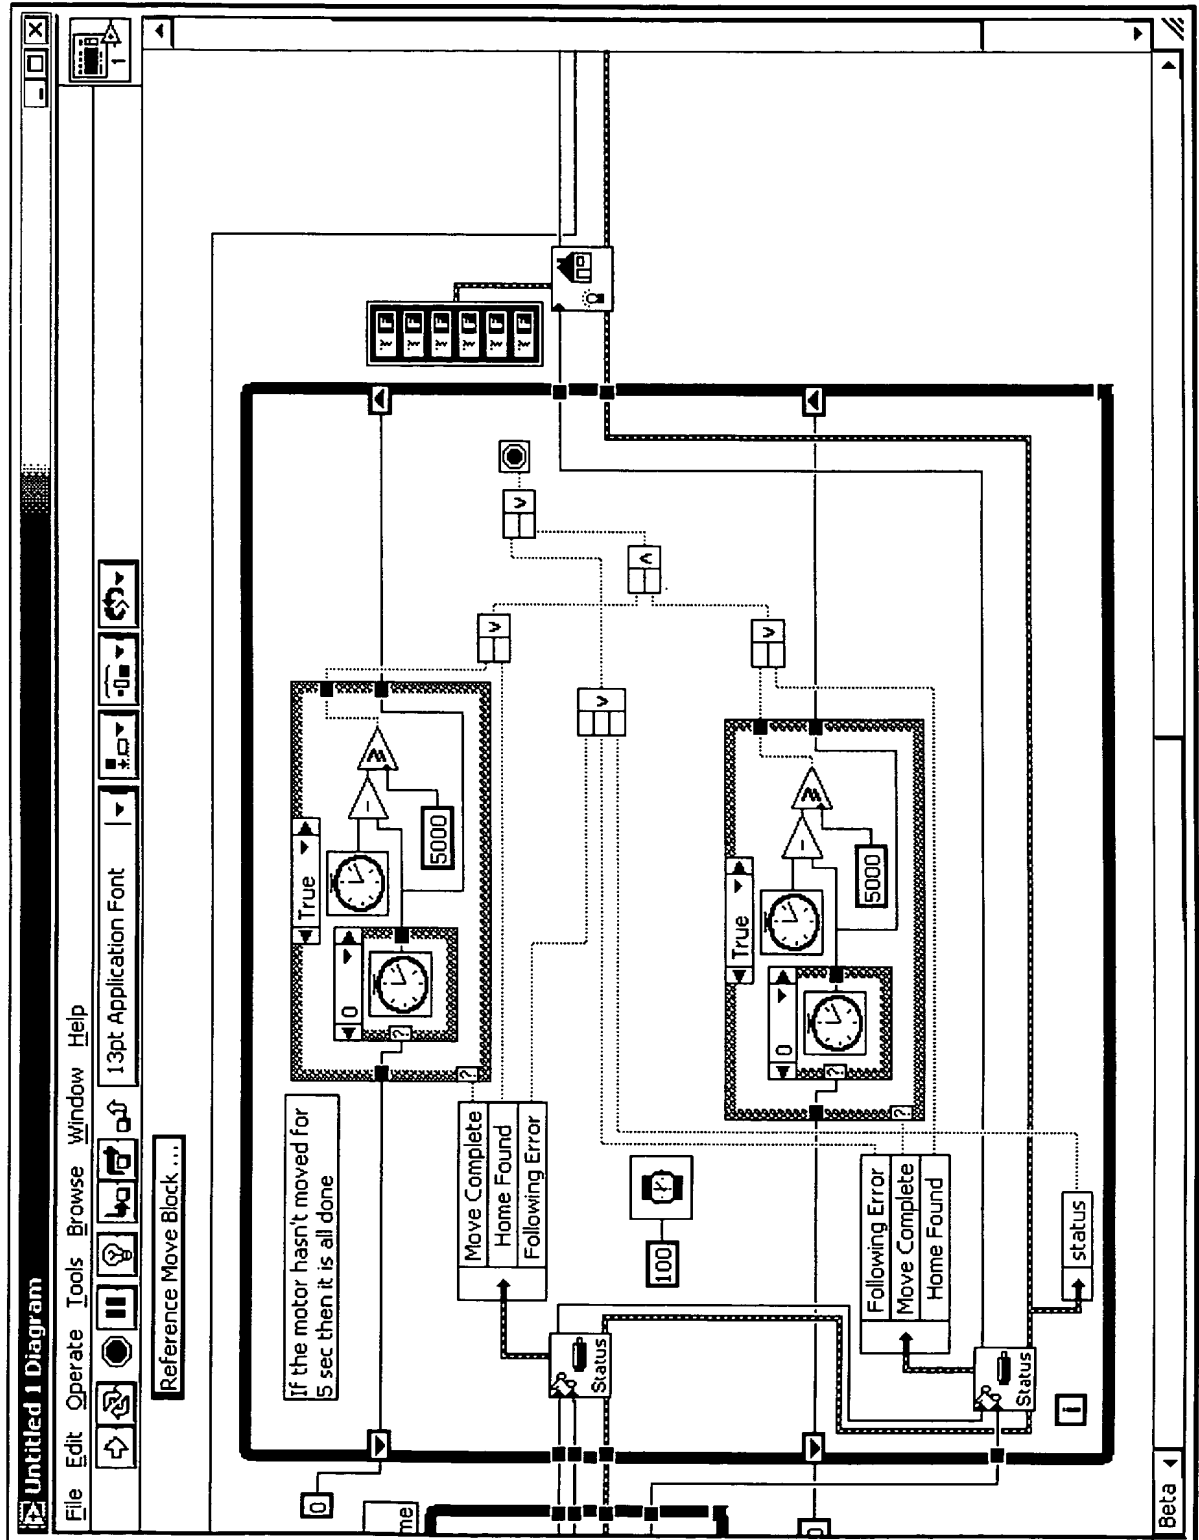 Untitled 1 Diagram
File Edit Operate Tools Browse Window Help
13pt Application Font
1
Reference Move Block ...
If the motor hasn't moved for
5 sec then it is all done
0
True
0
5000
Move Complete
Home Found
Following Error
Status
100
me
True
0
5000
Following Error
Move Complete
Home Found
Status
status
i
Beta